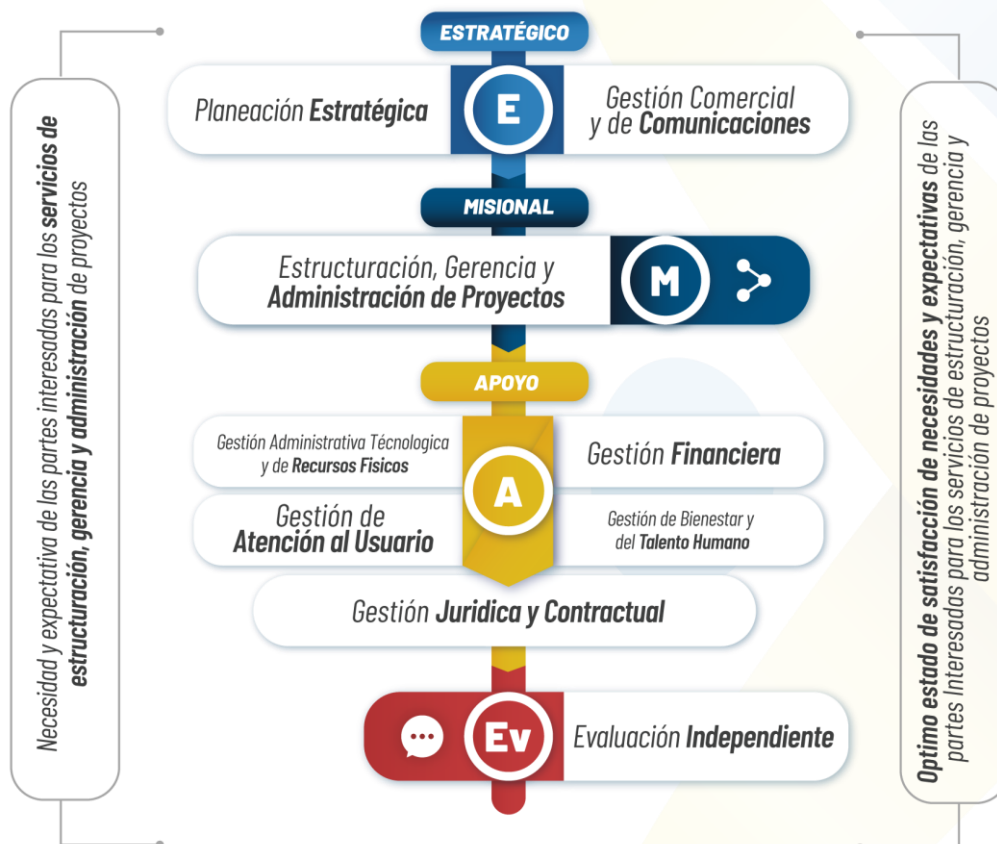 Necesidad y expectativa de las partes interesadas para los servicios de
estructuración, gerencia y administración de proyectos
ESTRATÉGICO
Planeación Estratégica
E
Gestión Comercial
y de Comunicaciones
MISIONAL
Estructuración, Gerencia y
Administración de Proyectos
M
APOYO
Gestión Administrativa Técnologica
y de Recursos Fisicos
A
Gestión Financiera
Gestión de
Atención al Usuario
Gestión de Bienestar y
del Talento Humano
Gestión Juridica y Contractual
Ev
Evaluación Independiente
Optimo estado de satisfacción de necesidades y expectativas de las
partes Interesadas para los servicios de estructuración, gerencia y
administración de proyectos